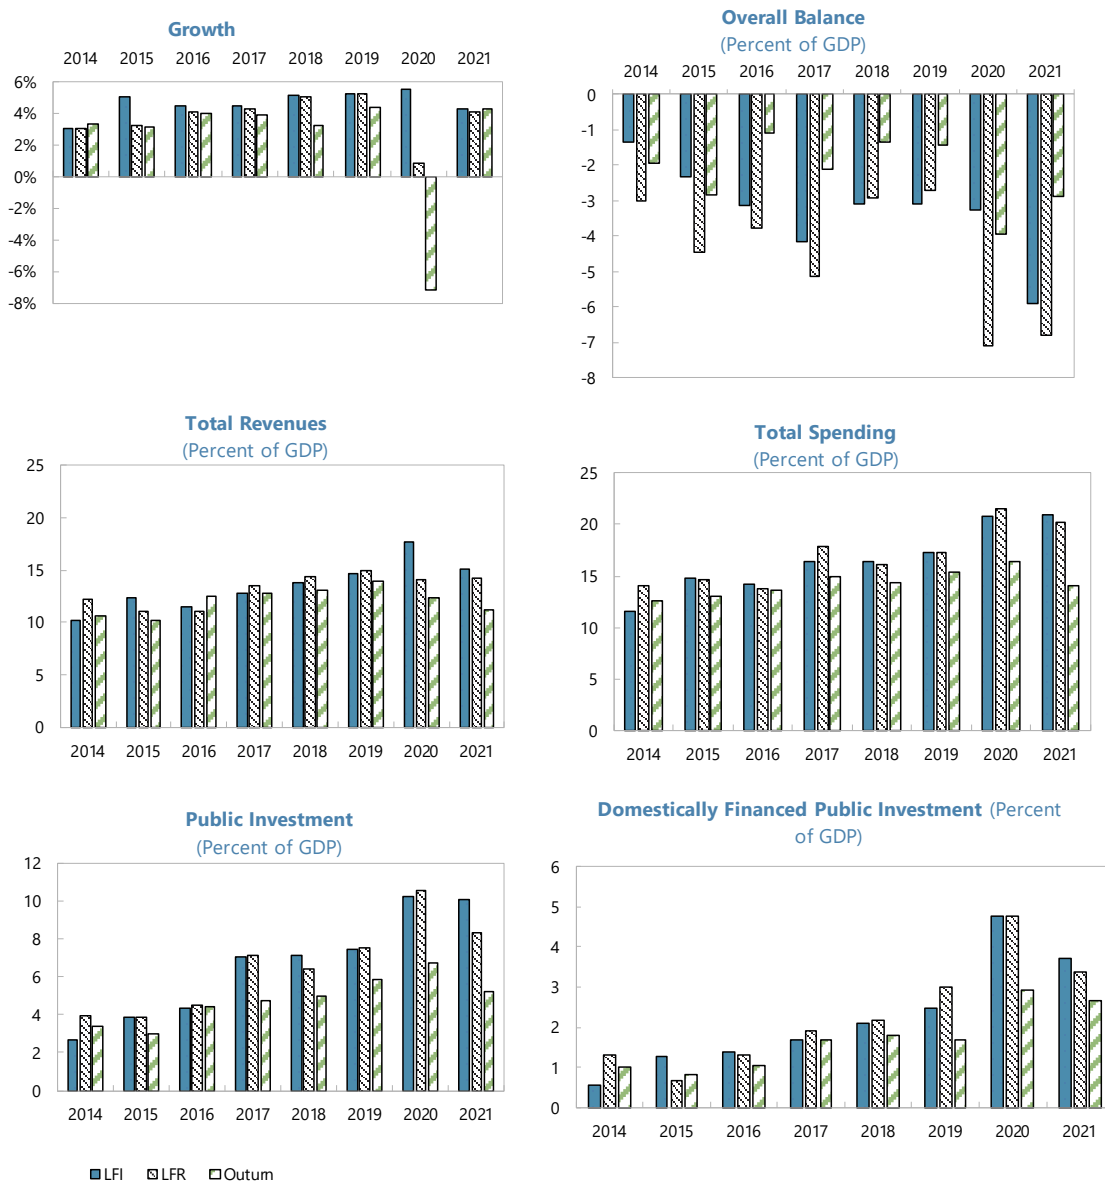 Growth
2014 2015 2016 2017 2018 2019 2020 2021
6%
4%
2%
0%
-2%
-4%
-6%
-8%
Overall Balance
(Percent of GDP)
2014 2015 2016 2017 2018 2019 2020 2021
0
-1
-2
-3
-4
-5
-6
-7
-8
Total Revenues
(Percent of GDP)
25
20
15
10
5
0
2014 2015 2016 2017 2018 2019 2020 2021
Total Spending
(Percent of GDP)
25
20
15
10
5
0
2014 2015 2016 2017 2018 2019 2020 2021
Public Investment
(Percent of GDP)
12
10
8
6
4
2
0
2014 2015 2016 2017 2018 2019 2020 2021
Domestically Financed Public Investment (Percent
of GDP)
6
5
4
3
2
1
0
2014 2015 2016 2017 2018 2019 2020 2021
LFI LFR Outurn